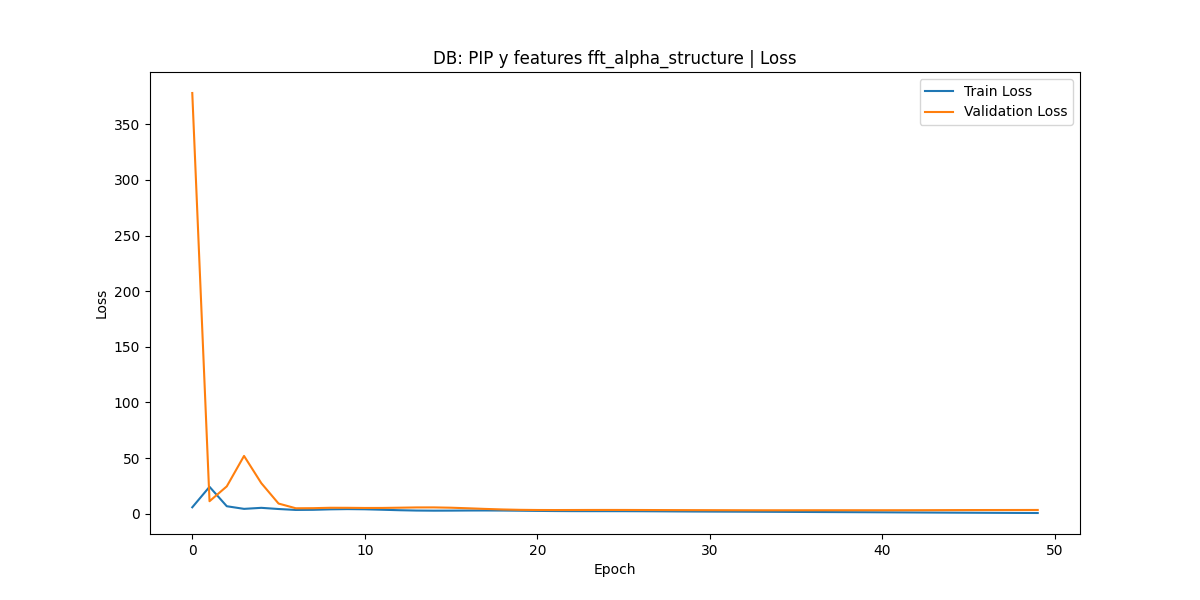 DB: PIP y features fft_alpha_structure | Loss
Train Loss
Validation Loss
350
300
250
200
150
100
50
0
Loss
0 10 20 30 40 50
Epoch